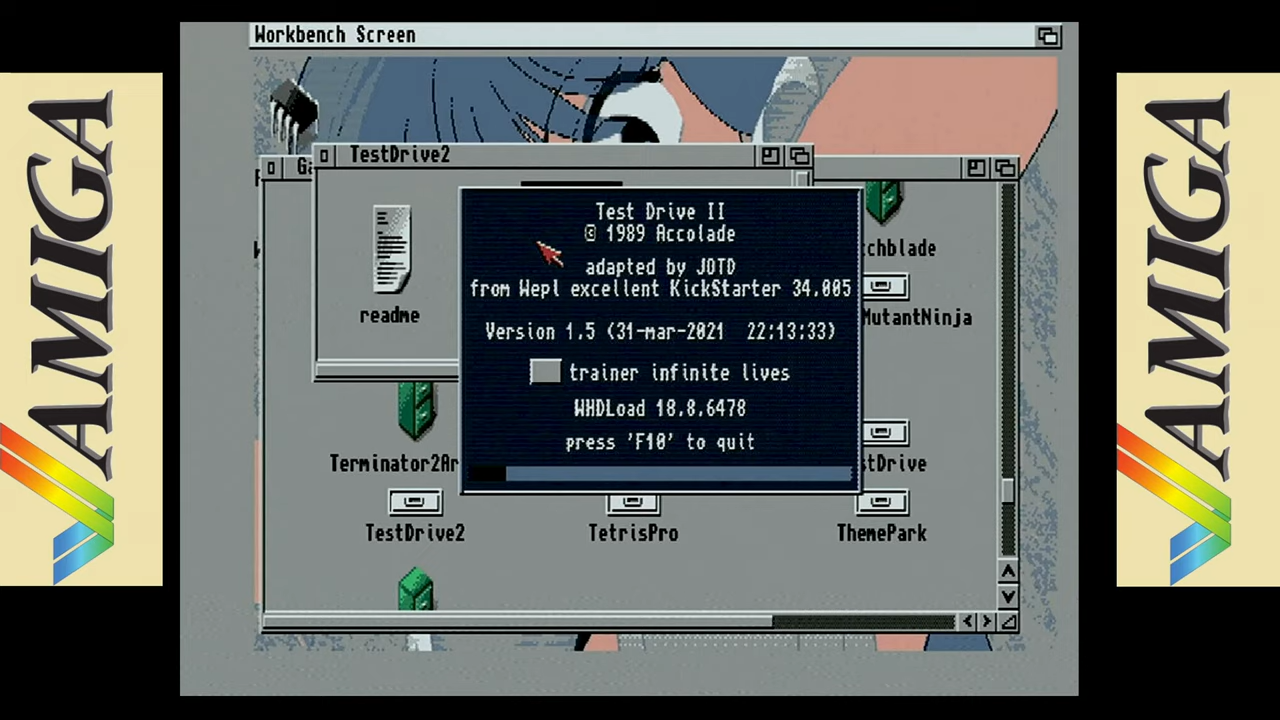 Workbench Screen
AMIGA
AMIGA
Ga
TestDrive2
readme
Test Drive II
© 1989 Accolade
adapted by JOTD
from Wepl excellent KickStarter 34.005
Version 1.5 (31-mar-2021 22:13:33)
trainer infinite lives
WHDLoad 18.8.6478
press 'F10' to quit
chblade
MutantNinja
Terminator2Ar
stDrive
TestDrive2
TetrisPro
ThemePark